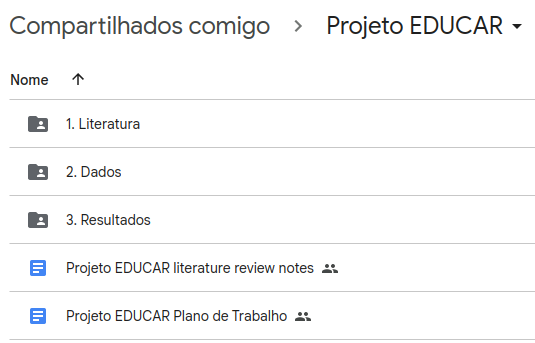 Compartilhados comigo > Projeto EDUCAR
Nome
1. Literatura
2. Dados
3. Resultados
Projeto EDUCAR literature review notes
Projeto EDUCAR Plano de Trabalho